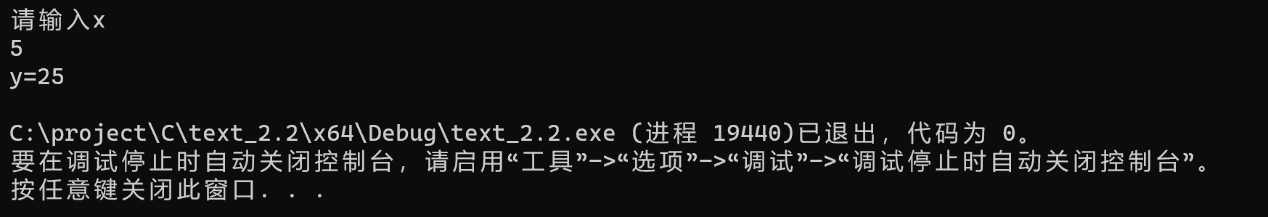 请输入x
5
y=25
C:\project\C\text_2.2\x64\Debug\text_2.2.exe (进程 19440)已退出，代码为 0。
要在调试停止时自动关闭控制台，请启用“工具”->“选项”->“调试”->“调试停止时自动关闭控制台”。
按任意键关闭此窗口. . .